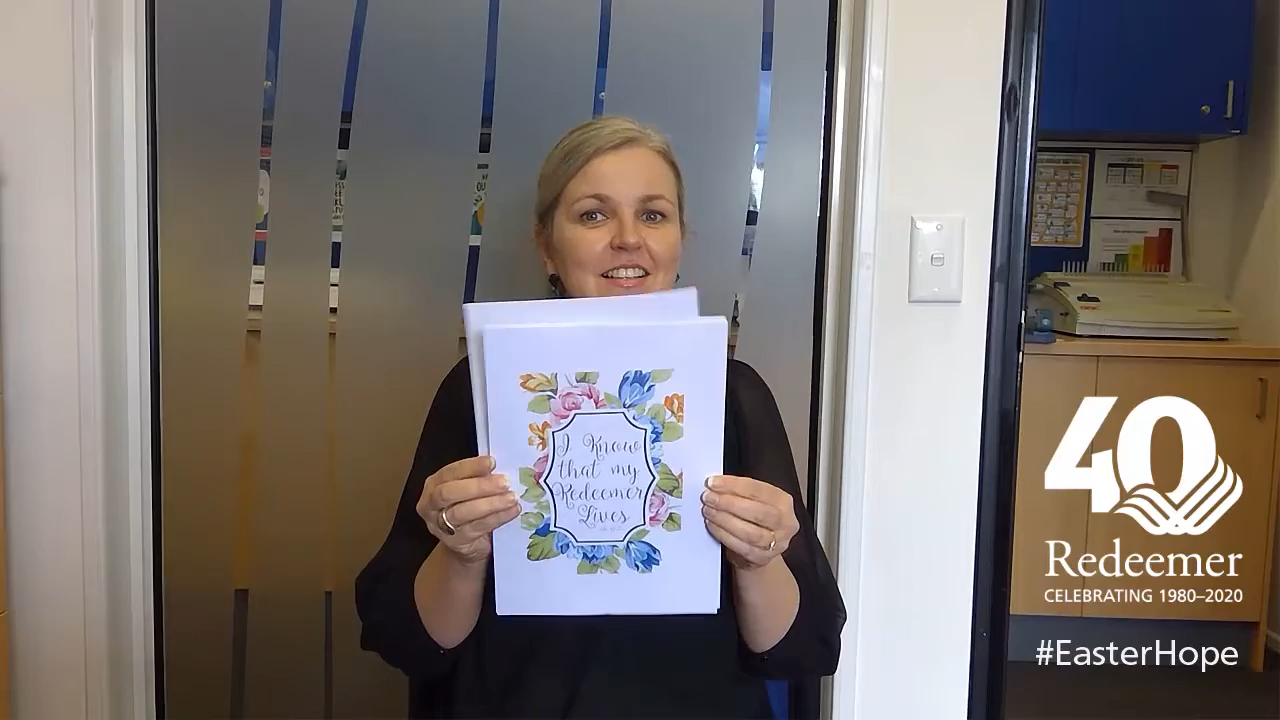 I Know
that my
Redeemer
Lives
40
Redeemer
CELEBRATING 1980–2020
#EasterHope